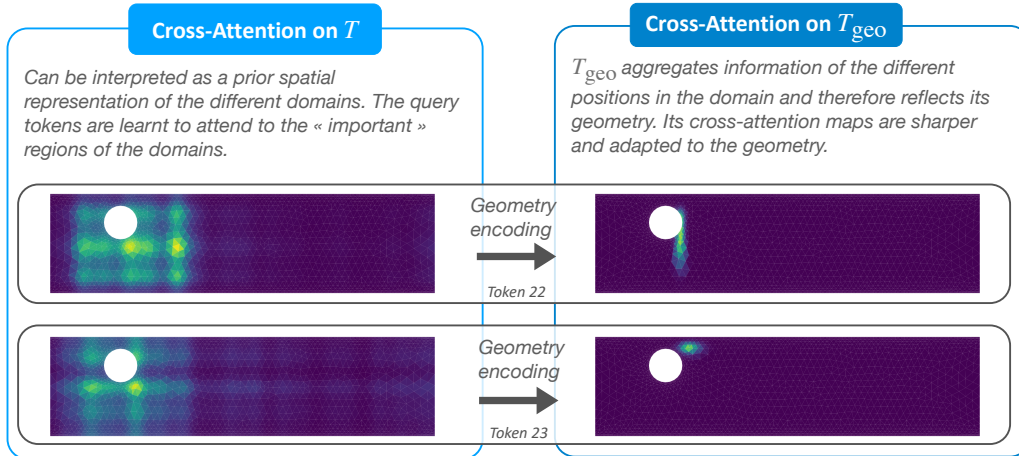 Cross-Attention on T
Can be interpreted as a prior spatial
representation of the different domains. The query
tokens are learnt to attend to the « important »
regions of the domains.
Cross-Attention on T_geo
T_geo aggregates information of the different
positions in the domain and therefore reflects its
geometry. Its cross-attention maps are sharper
and adapted to the geometry.
Geometry
encoding
Token 22
Geometry
encoding
Token 23